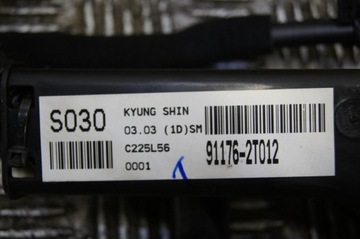 S030
KYUNG SHIN
03.03 (1D)SM
C225L56
0001
91176-2T012